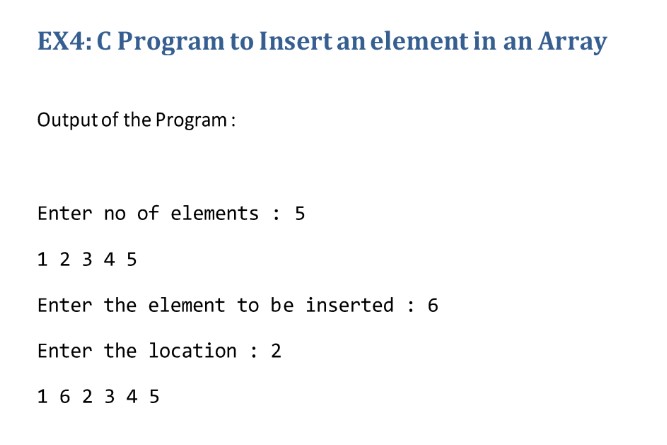 EX4: C Program to Insert an element in an Array
Output of the Program :
Enter no of elements : 5
1 2 3 4 5
Enter the element to be inserted : 6
Enter the location : 2
1 6 2 3 4 5